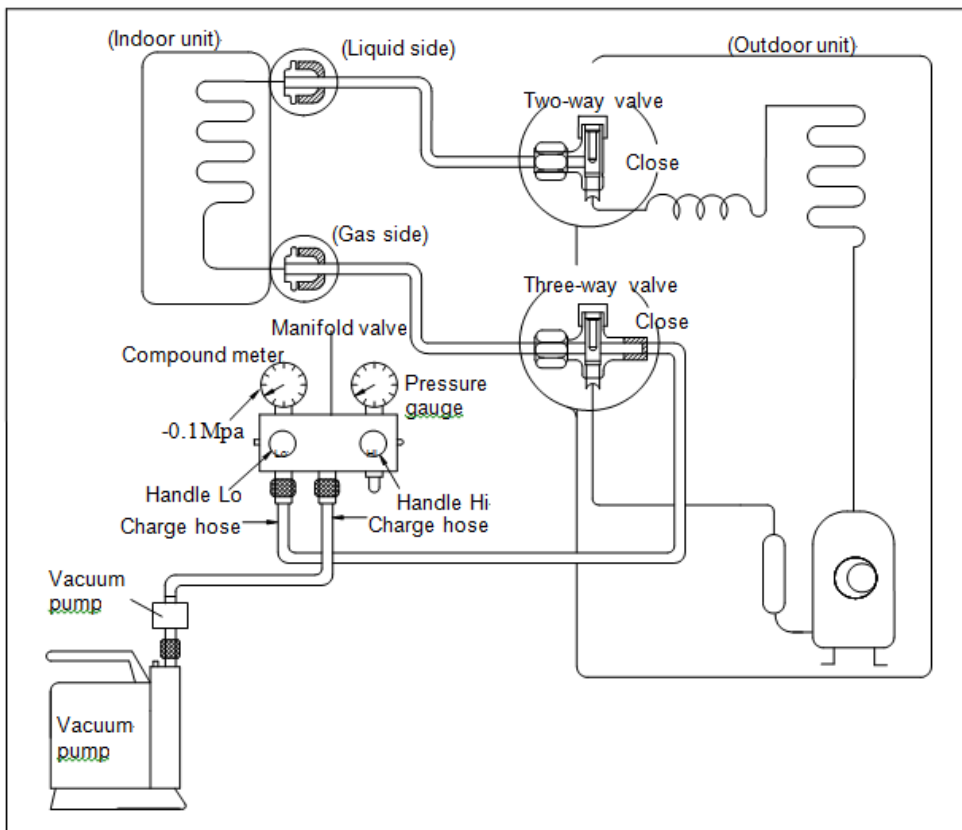 (Indoor unit)
(Liquid side)
(Outdoor unit)
Two-way valve
Close
(Gas side)
Three-way valve
Close
Manifold valve
Compound meter
Pressure
gauge
-0.1Mpa
Lo
Handle Lo
Handle Hi
Charge hose
Charge hose
Vacuum
pump
Vacuum
pump